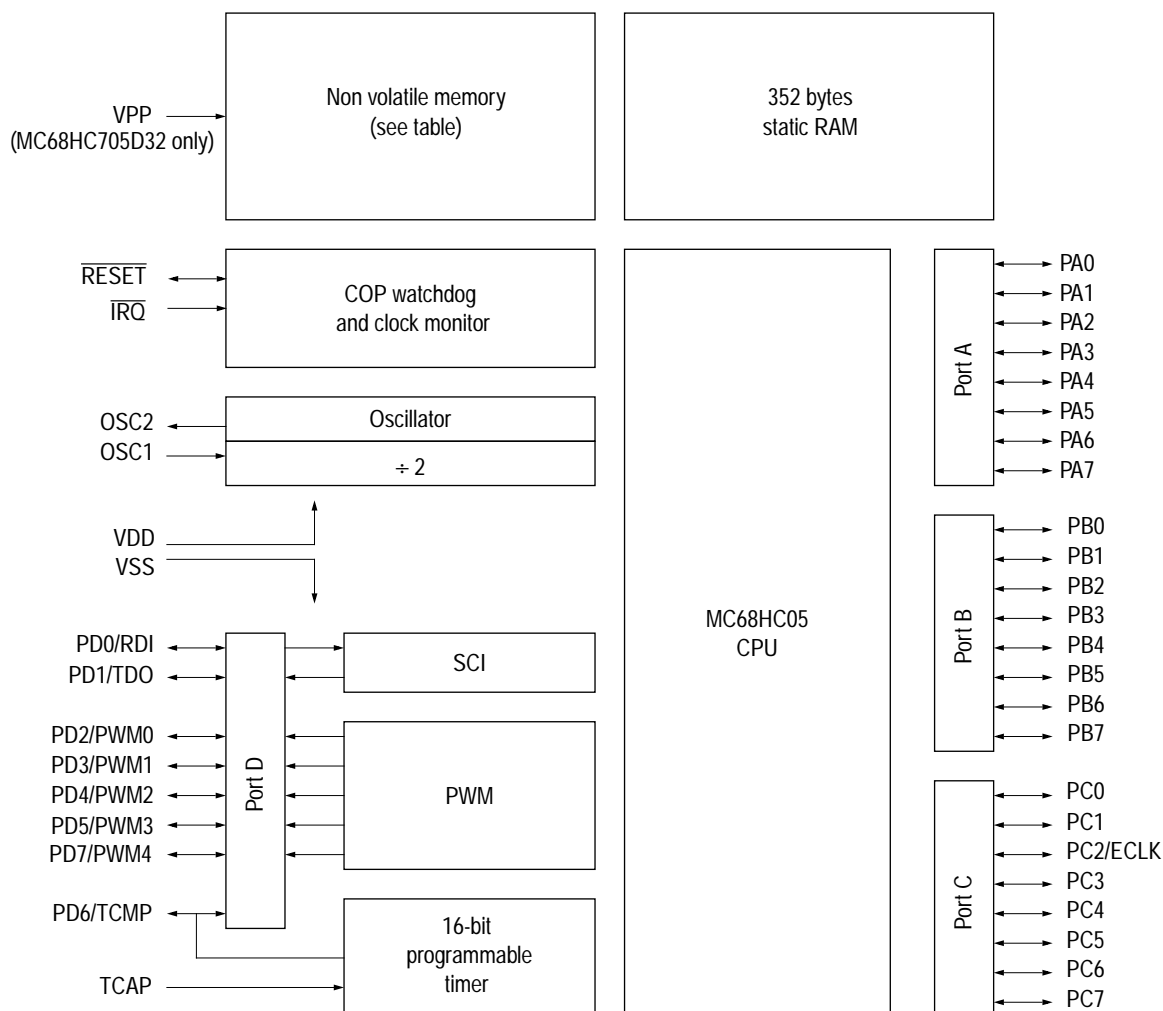 Non volatile memory
(see table)
352 bytes
static RAM
VPP
(MC68HC705D32 only)
RESET
IRQ
COP watchdog
and clock monitor
OSC2
OSC1
Oscillator
÷ 2
VDD
VSS
PD0/RDI
PD1/TDO
PD2/PWM0
PD3/PWM1
PD4/PWM2
PD5/PWM3
PD7/PWM4
PD6/TCMP
TCAP
Port D
SCI
PWM
16-bit
programmable
timer
MC68HC05
CPU
Port A
PA0
PA1
PA2
PA3
PA4
PA5
PA6
PA7
Port B
PB0
PB1
PB2
PB3
PB4
PB5
PB6
PB7
Port C
PC0
PC1
PC2/ECLK
PC3
PC4
PC5
PC6
PC7